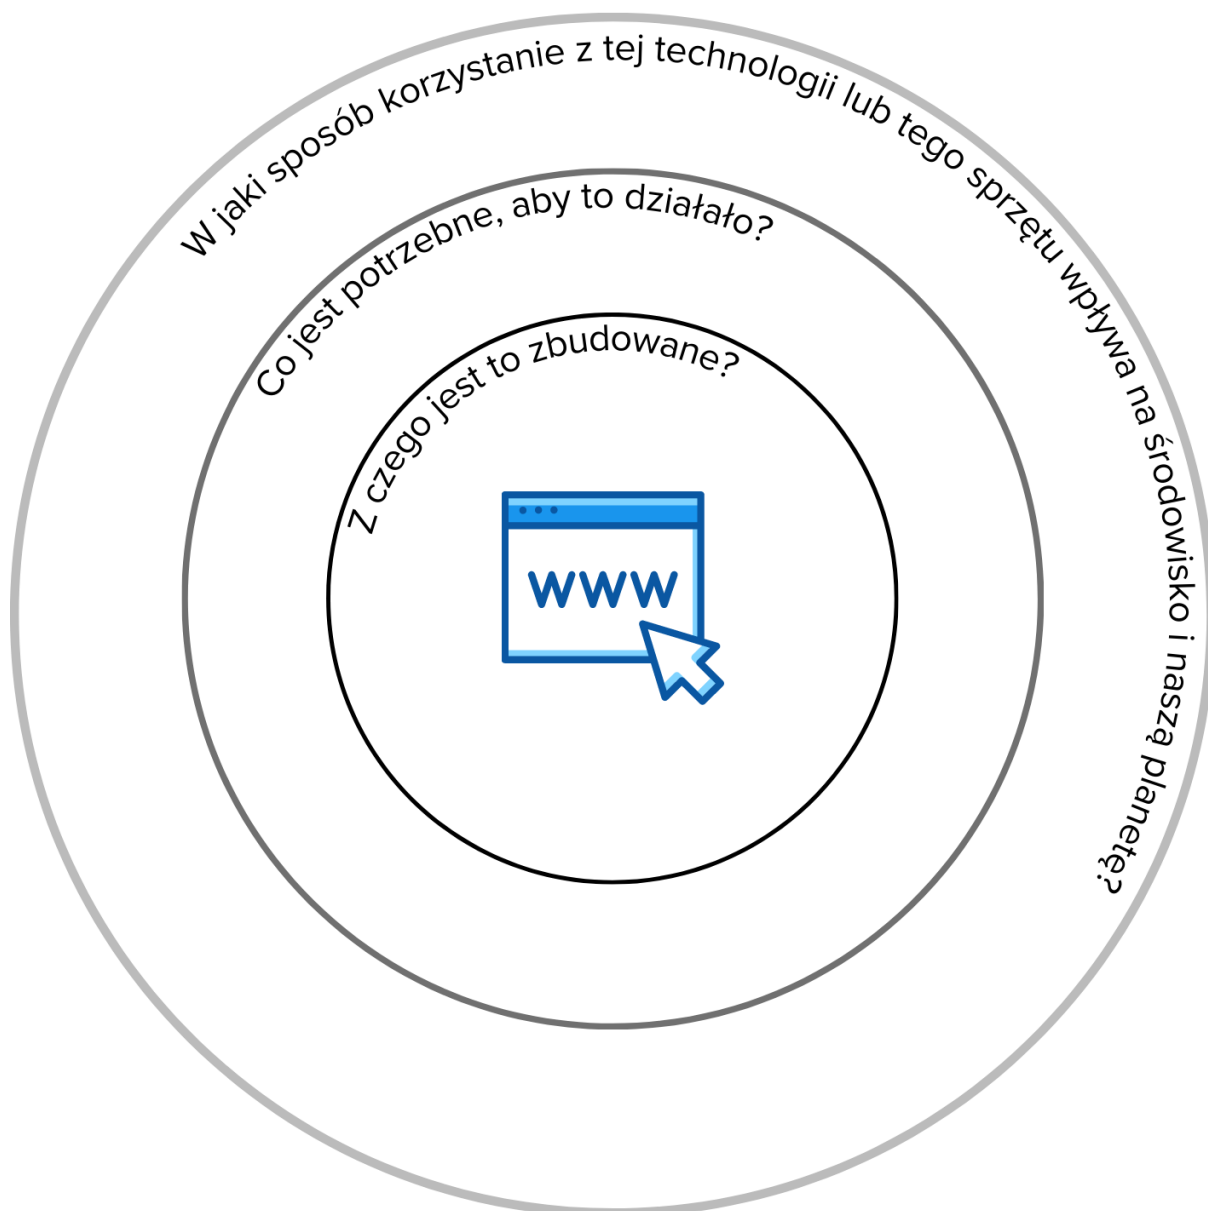 W jaki sposób korzystanie z tej technologii lub tego sprzętu wpływa na środowisko i naszą planetę?
Co jest potrzebne, aby to działało?
Z czego jest to zbudowane?
WWW